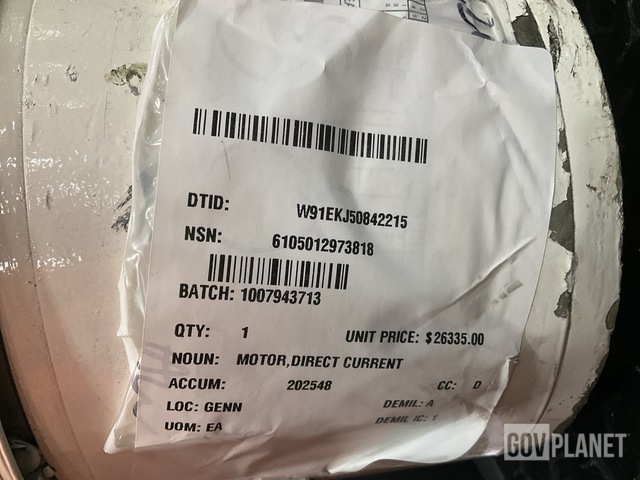 DTID: W91EKJ50842215
NSN: 6105012973818
BATCH: 1007943713
QTY: 1 UNIT PRICE: $26335.00
NOUN: MOTOR,DIRECT CURRENT
ACCUM: 202548 CC: D
LOC: GENN DEMIL: A
UOM: EA DEMIL IC: 1
GOVPLANET